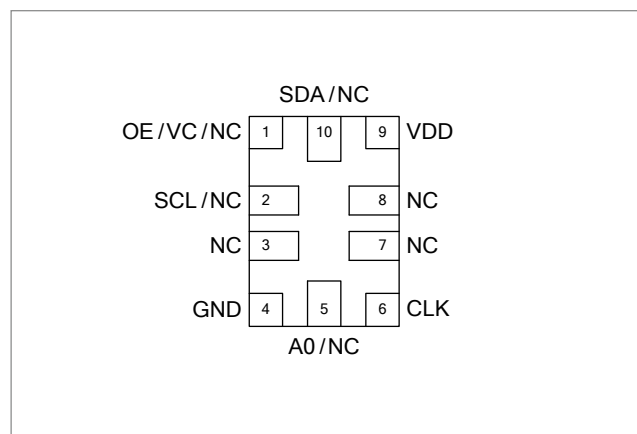 SDA/NC
OE/VC/NC 1 10 9 VDD
SCL/NC 2 8 NC
NC 3 7 NC
GND 4 5 6 CLK
A0/NC